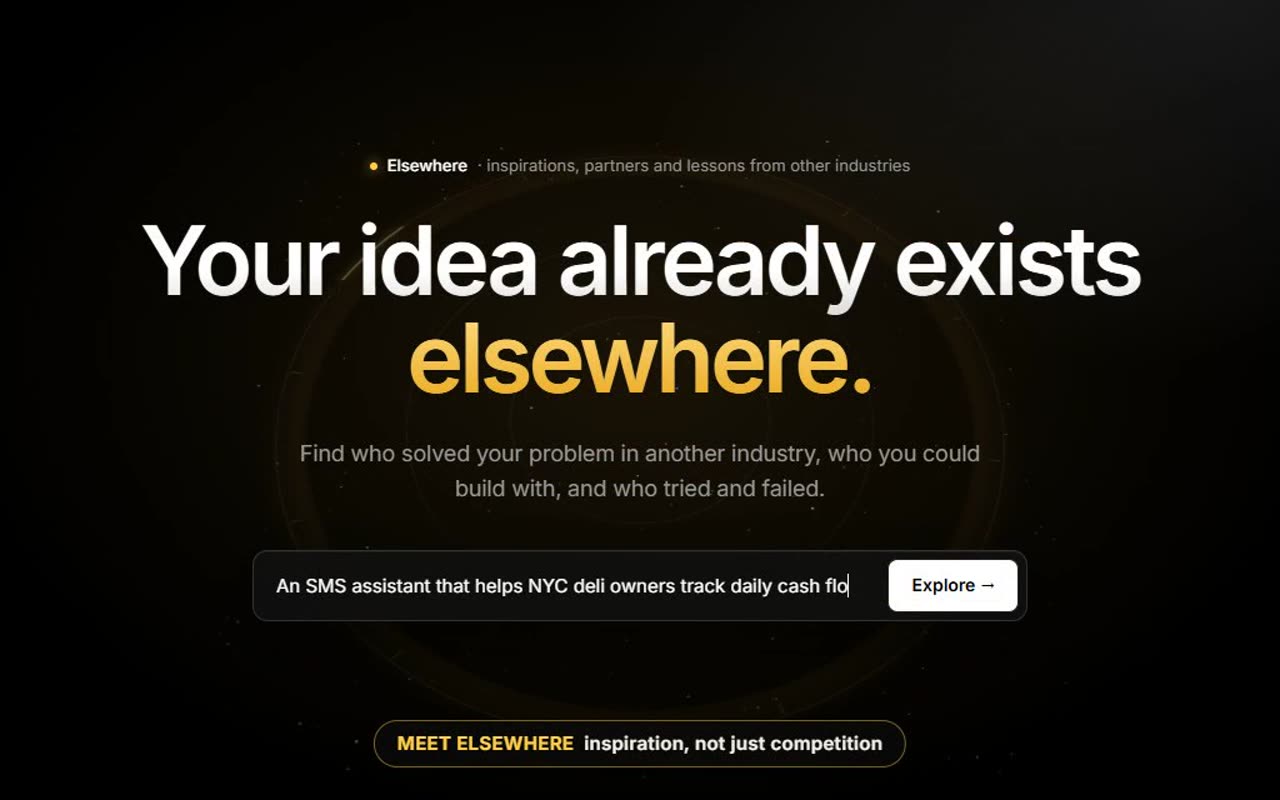 Elsewhere · inspirations, partners and lessons from other industries
Your idea already exists
elsewhere.
Find who solved your problem in another industry, who you could
build with, and who tried and failed.
An SMS assistant that helps NYC deli owners track daily cash flo
Explore →
MEET ELSEWHERE inspiration, not just competition